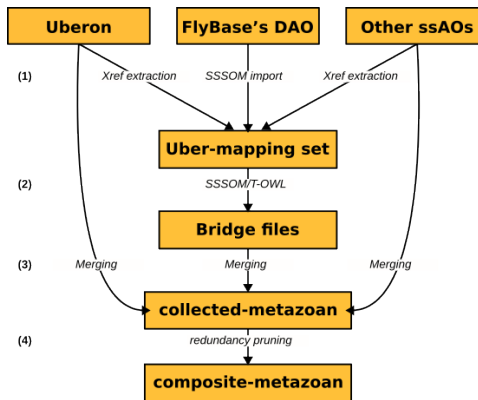 Uberon
FlyBase's DAO
Other ssAOs
(1)
Xref extraction
SSSOM import
Xref extraction
Uber-mapping set
(2)
SSSOM/T-OWL
Bridge files
(3)
Merging
Merging
Merging
collected-metazoan
(4)
redundancy pruning
composite-metazoan